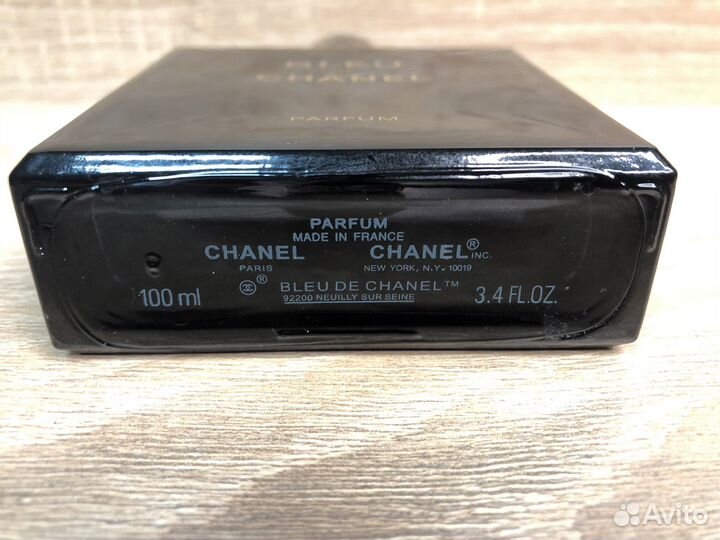 BLEU
CHANEL
PARFUM
PARFUM
MADE IN FRANCE
CHANEL CHANEL® INC.
PARIS NEW YORK, N.Y. 10019
100 ml ® BLEU DE CHANEL™ 3.4 FL.OZ.
92200 NEUILLY SUR SEINE
Avito